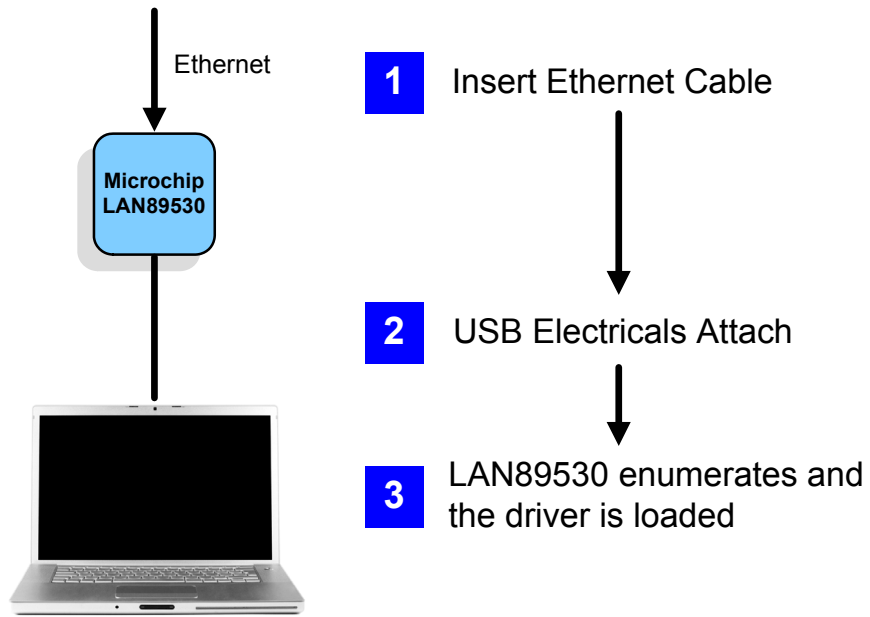 Ethernet
Microchip
LAN89530
1 Insert Ethernet Cable
2 USB Electricals Attach
3 LAN89530 enumerates and
the driver is loaded